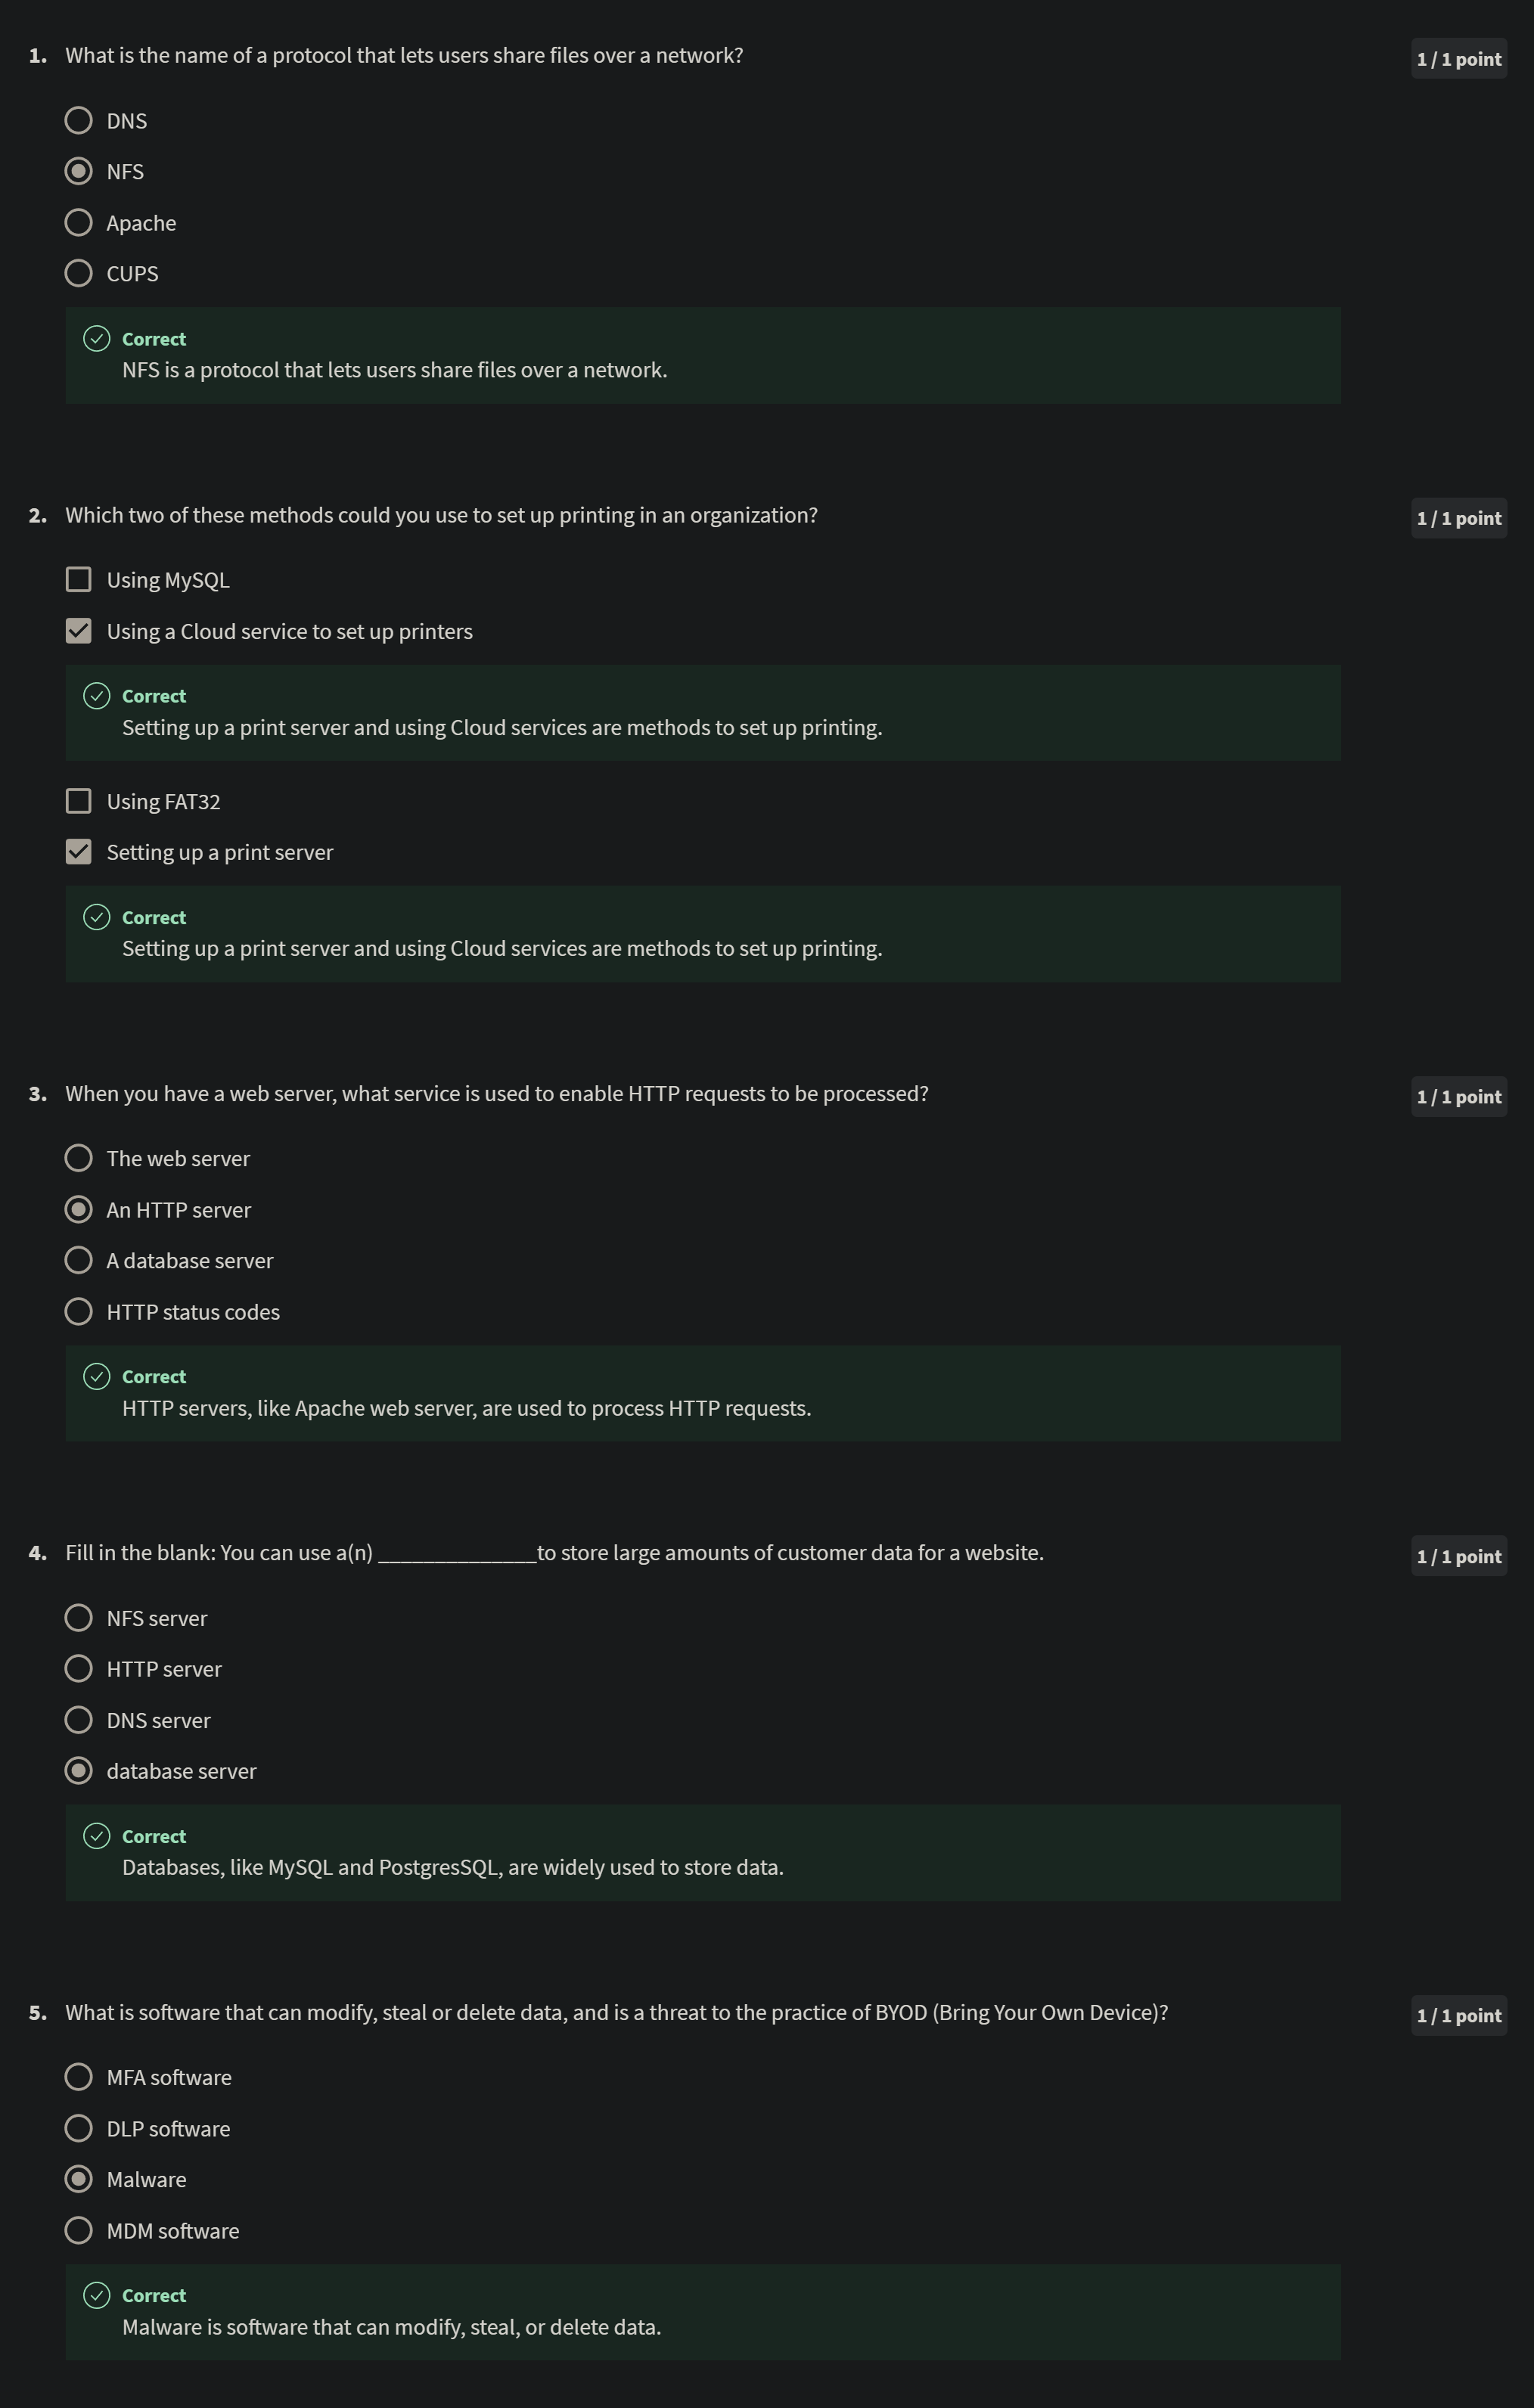 1. What is the name of a protocol that lets users share files over a network?
1 / 1 point
DNS
NFS
Apache
CUPS
Correct
NFS is a protocol that lets users share files over a network.
2. Which two of these methods could you use to set up printing in an organization?
1 / 1 point
Using MySQL
Using a Cloud service to set up printers
Correct
Setting up a print server and using Cloud services are methods to set up printing.
Using FAT32
Setting up a print server
Correct
Setting up a print server and using Cloud services are methods to set up printing.
3. When you have a web server, what service is used to enable HTTP requests to be processed?
1 / 1 point
The web server
An HTTP server
A database server
HTTP status codes
Correct
HTTP servers, like Apache web server, are used to process HTTP requests.
4. Fill in the blank: You can use a(n) ______________to store large amounts of customer data for a website.
1 / 1 point
NFS server
HTTP server
DNS server
database server
Correct
Databases, like MySQL and PostgresSQL, are widely used to store data.
5. What is software that can modify, steal or delete data, and is a threat to the practice of BYOD (Bring Your Own Device)?
1 / 1 point
MFA software
DLP software
Malware
MDM software
Correct
Malware is software that can modify, steal, or delete data.